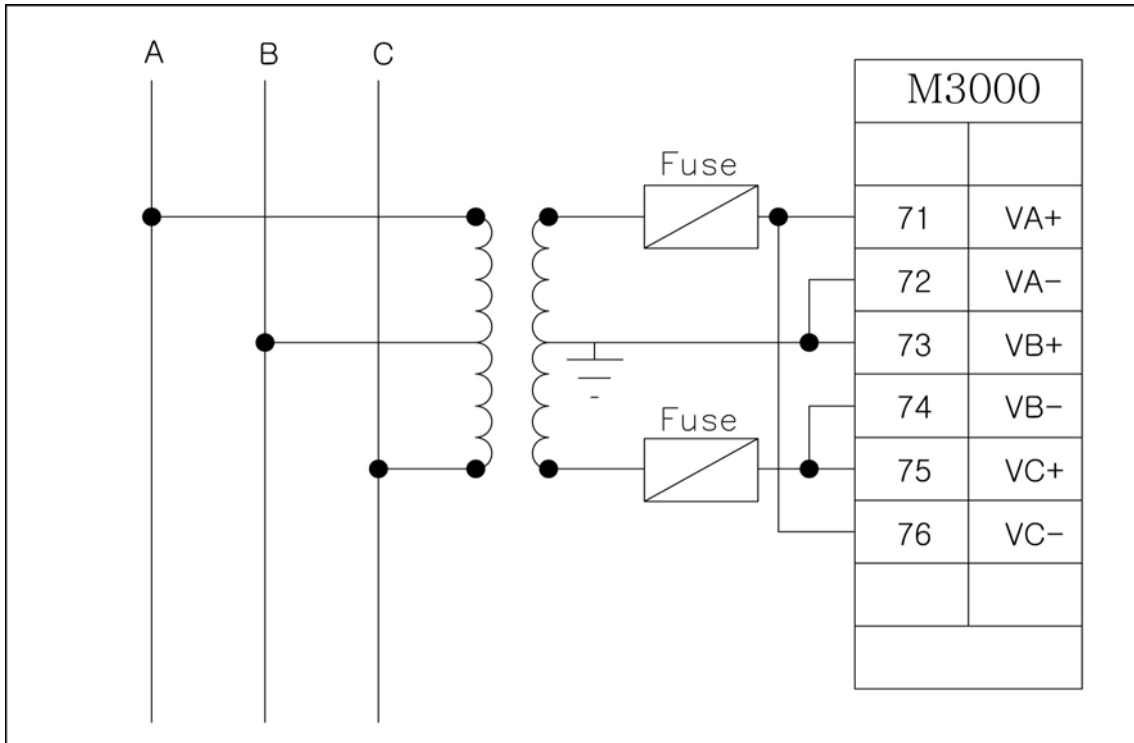 A B C
M3000
Fuse
71 VA+
72 VA-
73 VB+
74 VB-
Fuse
75 VC+
76 VC-